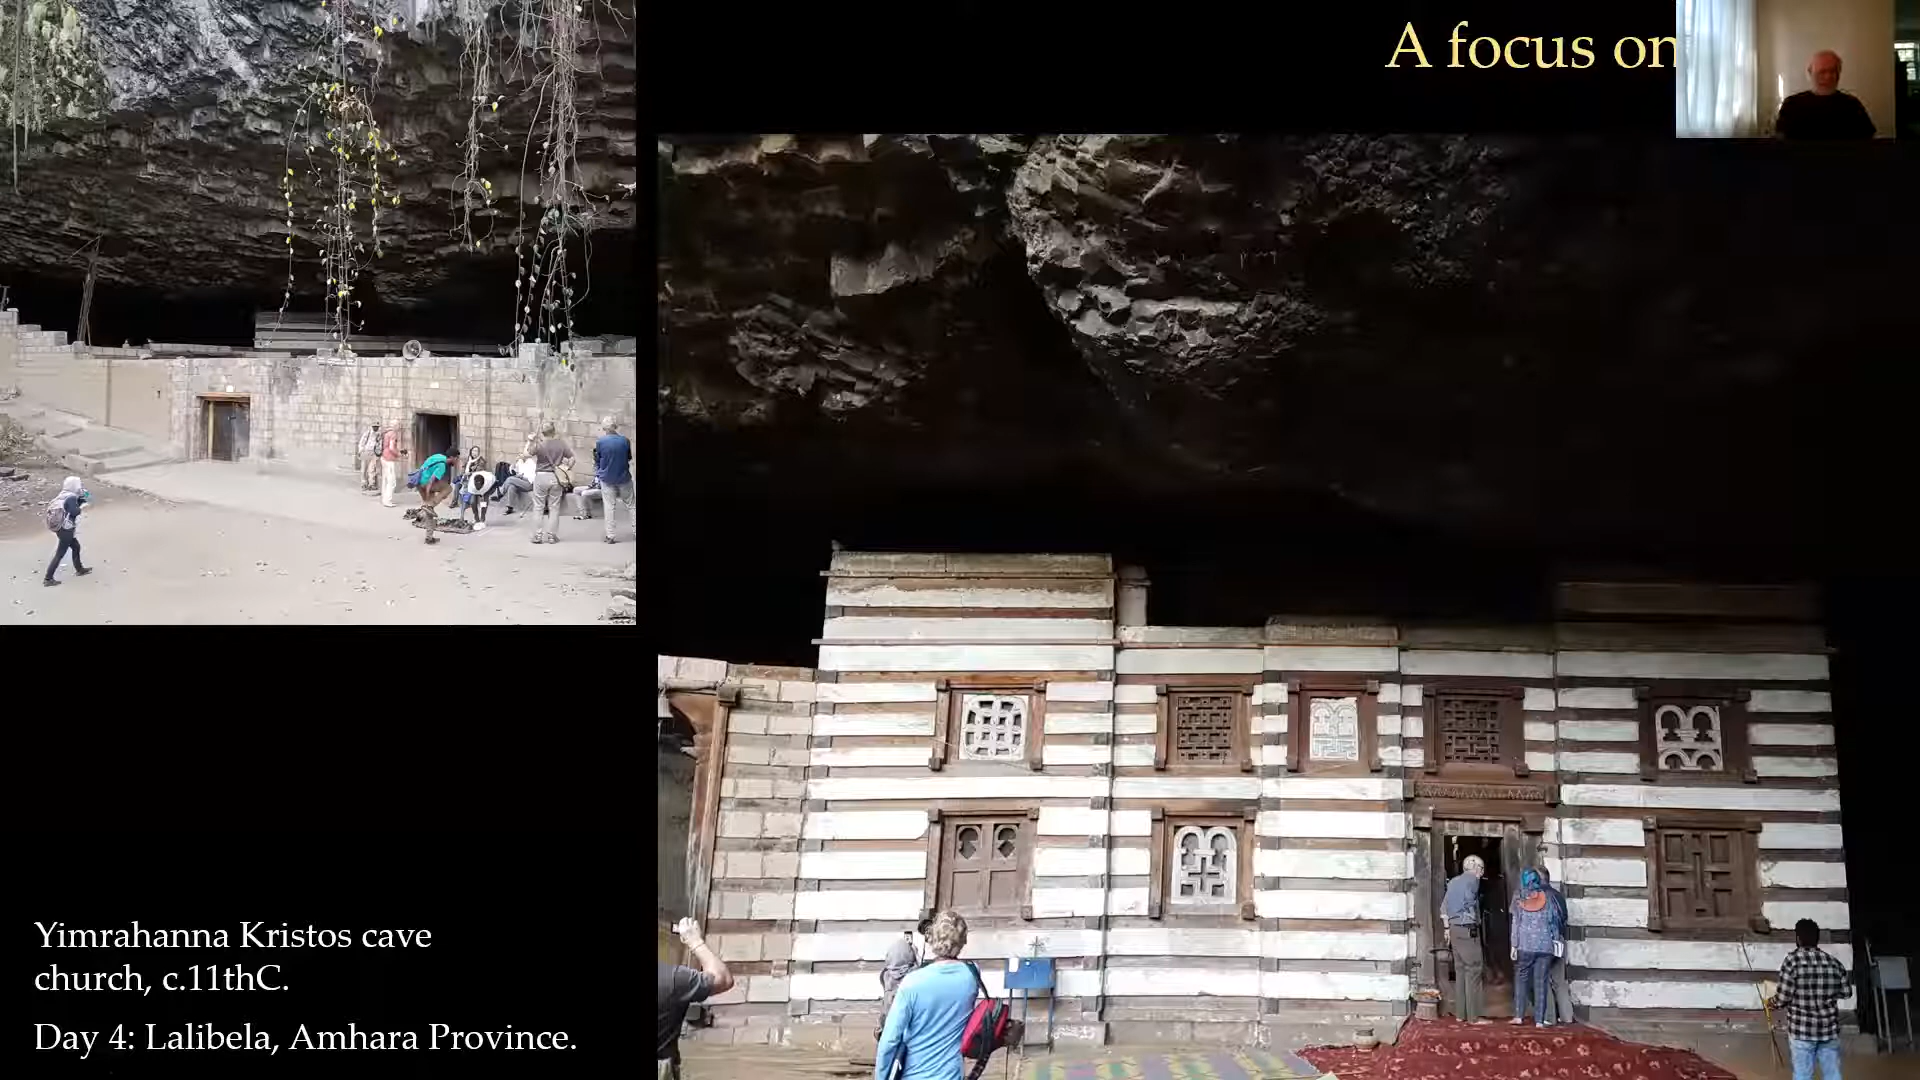 A focus on
Yimrahanna Kristos cave
church, c.11thC.
Day 4: Lalibela, Amhara Province.